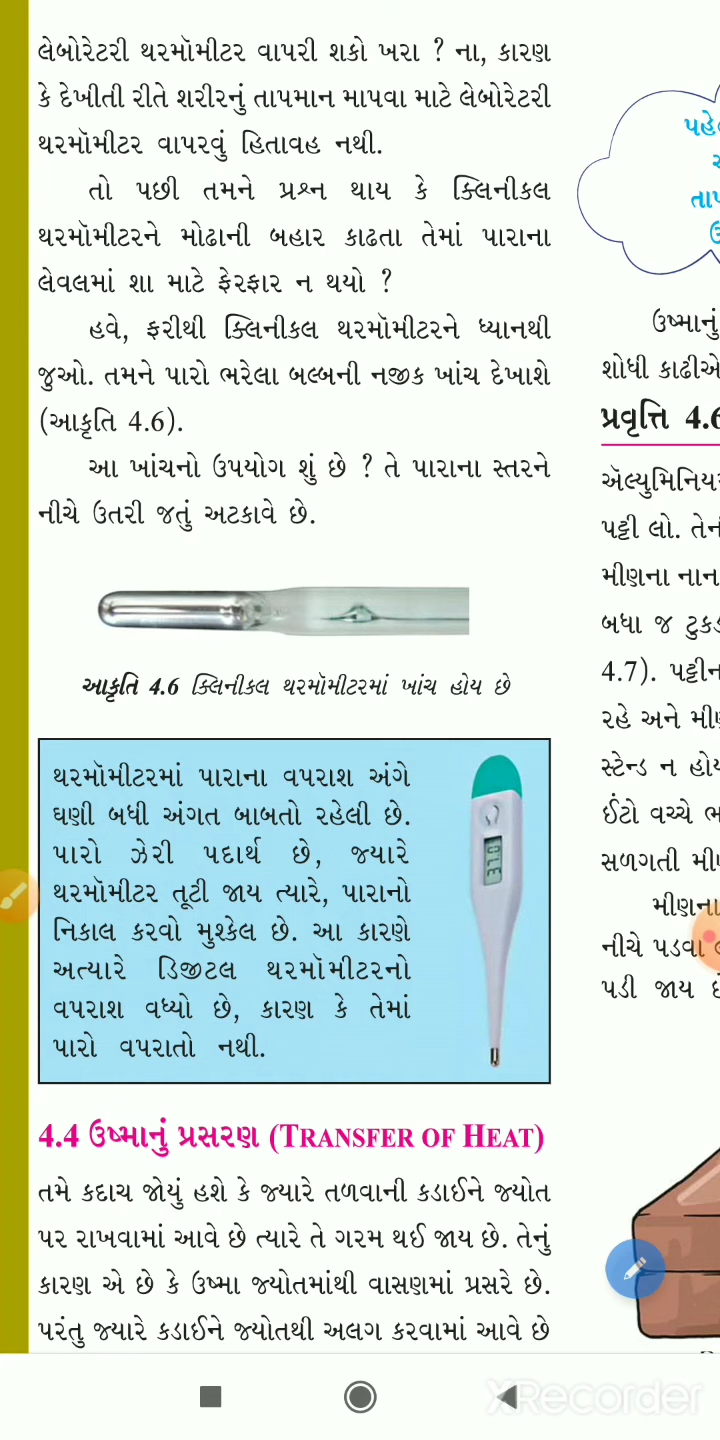 લેબોરેટરી થરમૉમીટર વાપરી શકો ખરા ? ના, કારણ
કે દેખીતી રીતે શરીરનું તાપમાન માપવા માટે લેબોરેટરી
થરમૉમીટર વાપરવું હિતાવહ નથી.
તો પછી તમને પ્રશ્ન થાય કે ક્લિનીકલ
થરમૉમીટરને મોઢાની બહાર કાઢતા તેમાં પારાના
લેવલમાં શા માટે ફેરફાર ન થયો ?
હવે, ફરીથી ક્લિનીકલ થરમૉમીટરને ધ્યાનથી
જુઓ. તમને પારો ભરેલા બલ્બની નજીક ખાંચ દેખાશે
(આકૃતિ 4.6).
આ ખાંચનો ઉપયોગ શું છે ? તે પારાના સ્તરને
નીચે ઉતરી જતું અટકાવે છે.
આકૃતિ 4.6 ક્લિનીકલ થરમૉમીટરમાં ખાંચ હોય છે
થરમૉમીટરમાં પારાના વપરાશ અંગે
ઘણી બધી અંગત બાબતો રહેલી છે.
પારો ઝેરી પદાર્થ છે, જ્યારે
થરમૉમીટર તૂટી જાય ત્યારે, પારાનો
નિકાલ કરવો મુશ્કેલ છે. આ કારણે
અત્યારે ડિજીટલ થરમૉમીટરનો
વપરાશ વધ્યો છે, કારણ કે તેમાં
પારો વપરાતો નથી.
4.4 ઉષ્માનું પ્રસરણ (TRANSFER OF HEAT)
તમે કદાચ જોયું હશે કે જ્યારે તળવાની કડાઈને જ્યોત
પર રાખવામાં આવે છે ત્યારે તે ગરમ થઈ જાય છે. તેનું
કારણ એ છે કે ઉષ્મા જ્યોતમાંથી વાસણમાં પ્રસરે છે.
પરંતુ જ્યારે કડાઈને જ્યોતથી અલગ કરવામાં આવે છે
ઉષ્માનું
શોધી કાઢીએ
પ્રવૃત્તિ 4.6
પટ્ટી લો.
મીણના
બધા જ
4.7).
રહે અને
સ્ટેન્ડ ન
ઈંટો વચ્ચે
સળગતી
મીણના
નીચે પડવા
પડી જાય
XRecorder